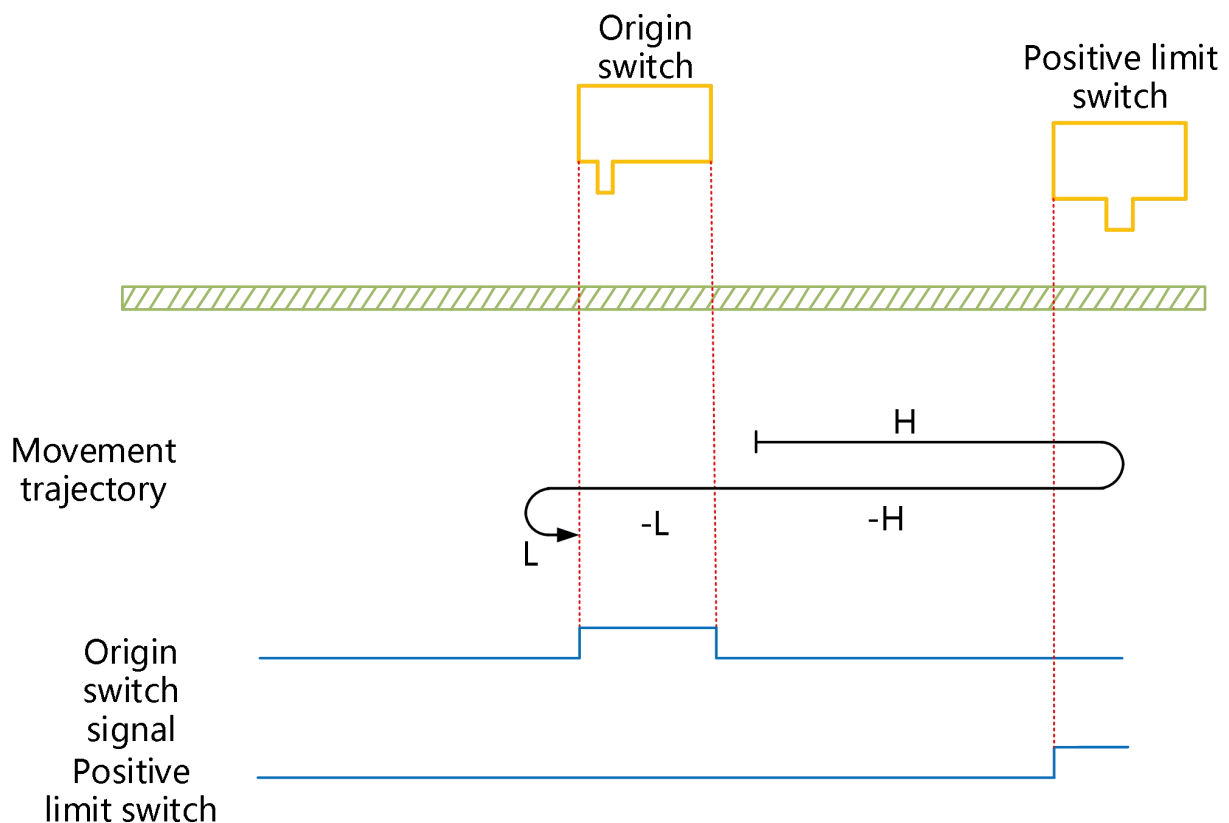 Origin
switch
Positive limit
switch
Movement
trajectory
H
-L
-H
L
Origin
switch
signal
Positive
limit switch